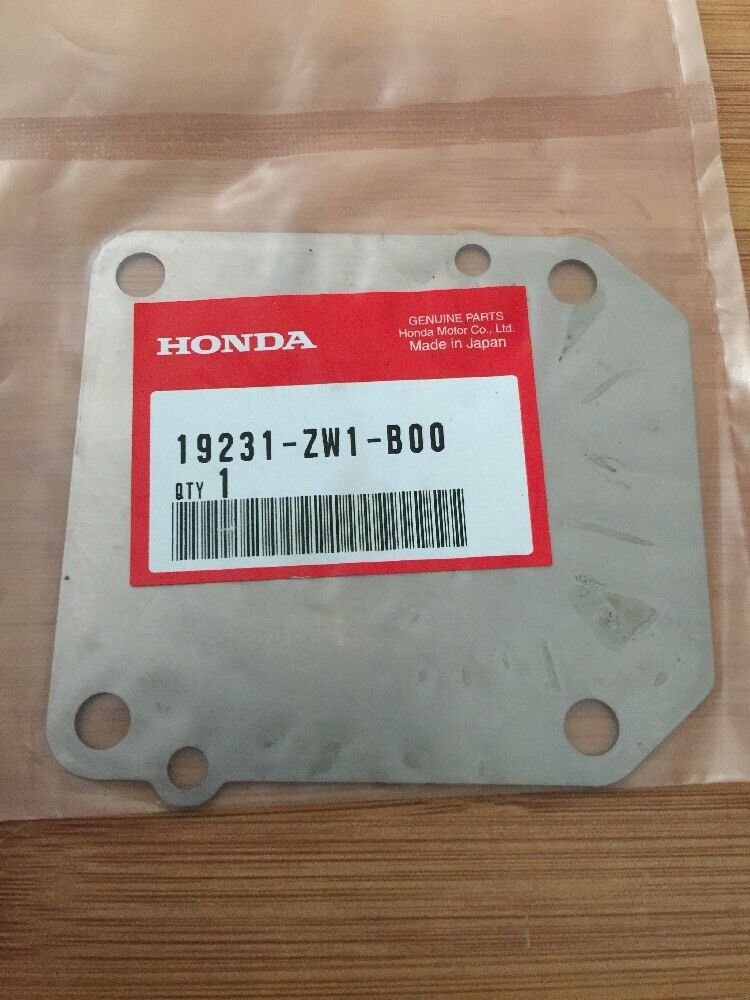 HONDA
GENUINE PARTS
Honda Motor Co., Ltd.
Made in Japan
19231-ZW1-B00
QTY 1